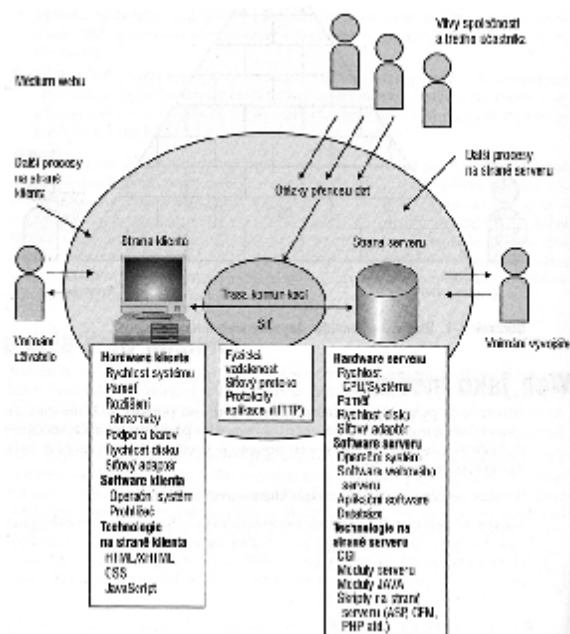 Vlivy společnosti
a třetího účastníka
Médium webu
Další procesy
na straně
klienta
Další procesy
na straně serveru
Otázky přenosu dat
Strana klienta
Strana serveru
Trasa komunikací
Síť
Vnímání
uživatele
Vnímání vývojáře
Hardware klienta
Rychlost systému
Paměť
Rozlišení
obrazovky
Podpora barev
Rychlost disku
Síťový adaptér
Software klienta
Operační systém
Prohlížeč
Technologie
na straně klienta
HTML/XHTML
CSS
JavaScript
Fyzická
vzdálenost
Síťový protokol
Protokoly
aplikace (HTTP)
Hardware serveru
Rychlost
CPU/Systému
Paměť
Rychlost disku
Síťový adaptér
Software serveru
Operační systém
Software webového
serveru
Aplikační software
Databáze
Technologie na
straně serveru
CGI
Moduly serveru
Moduly JAVA
Skripty na straně
serveru (ASP, CFM,
PHP atd.)